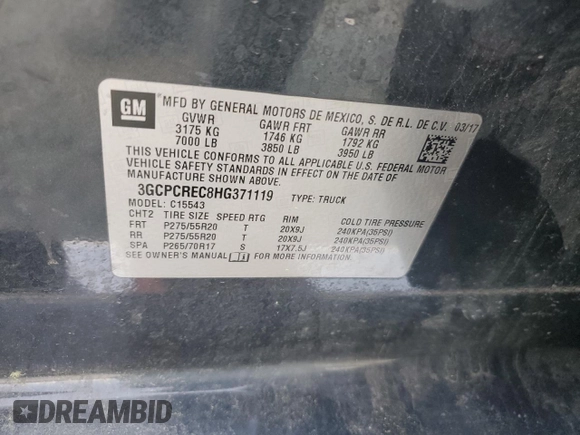 GM
MFD BY GENERAL MOTORS DE MEXICO, S. DE R.L. DE C.V. 03/17
GVWR GAWR FRT GAWR RR
3175 KG 1746 KG 1792 KG
7000 LB 3850 LB 3950 LB
THIS VEHICLE CONFORMS TO ALL APPLICABLE U.S. FEDERAL MOTOR
VEHICLE SAFETY STANDARDS IN EFFECT ON THE DATE OF
MANUFACTURE SHOWN ABOVE.
3GCPCREC8HG371119 TYPE: TRUCK
MODEL: C15543
CHT2 TIRE SIZE SPEED RTG RIM COLD TIRE PRESSURE
FRT P275/55R20 T 20X9J 240KPA(35PSI)
RR P275/55R20 T 20X9J 240KPA(35PSI)
SPA P265/70R17 S 17X7.5J 240KPA(35PSI)
SEE OWNER'S MANUAL FOR MORE INFORMATION.
DREAMBID